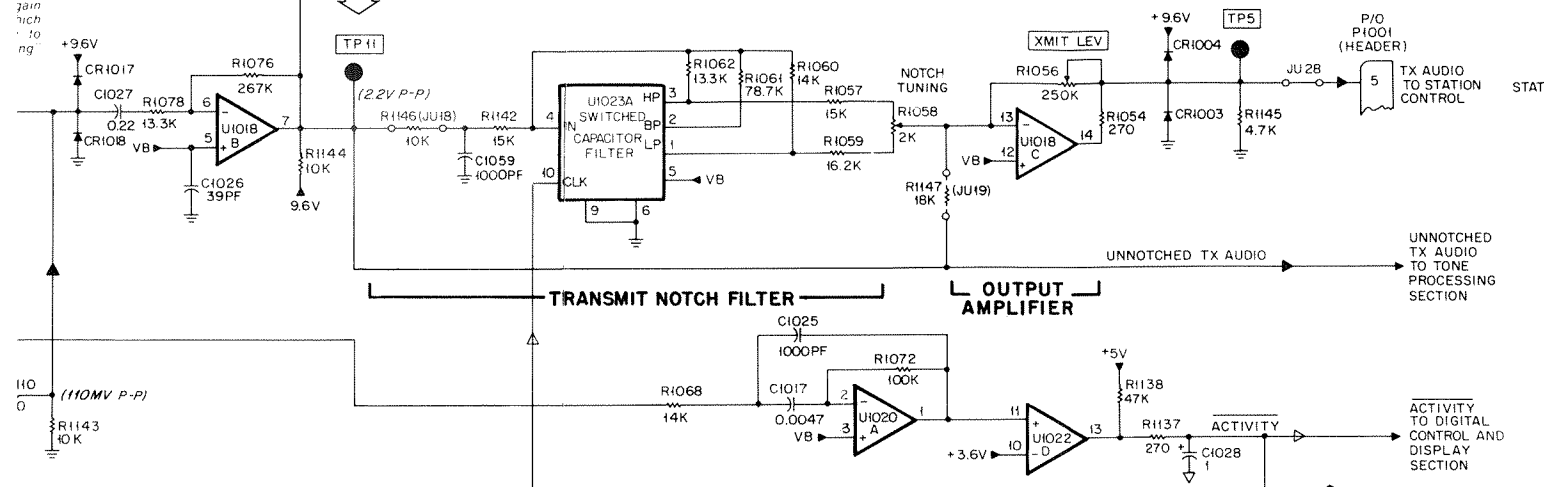 gain
hich
to
ng"
+9.6V
CR1017
C1027
0.22
R1078
13.3K
CR1018
R1076
267K
6
5
7
U1018
B
VB
C1026
39PF
R1144
10K
9.6V
TP11
(2.2V P-P)
R1146(JU18)
10K
C1059
1000PF
R1142
15K
4
10
U1023A
SWITCHED
CAPACITOR
FILTER
IN
CLK
HP
BP
LP
3
2
1
5
VB
9
6
R1062
13.3K
R1061
78.7K
R1060
14K
R1057
15K
R1059
16.2K
NOTCH
TUNING
R1058
2K
XMIT LEV
R1056
250K
13
12
14
U1018
C
VB
R1054
270
R1147
18K
(JU19)
+9.6V
CR1004
CR1003
TP5
R1145
4.7K
JU28
P/O
P1001
(HEADER)
5
TX AUDIO
TO STATION
CONTROL
STAT
UNNOTCHED TX AUDIO
UNNOTCHED
TX AUDIO
TO TONE
PROCESSING
SECTION
TRANSMIT NOTCH FILTER
OUTPUT
AMPLIFIER
110
0
(110MV P-P)
R1143
10K
R1068
14K
C1025
1000PF
C1017
0.0047
R1072
100K
2
3
1
U1020
A
VB
11
10
13
U1022
D
+3.6V
+5V
R1138
47K
R1137
270
ACTIVITY
C1028
+
1
ACTIVITY
TO DIGITAL
CONTROL AND
DISPLAY
SECTION